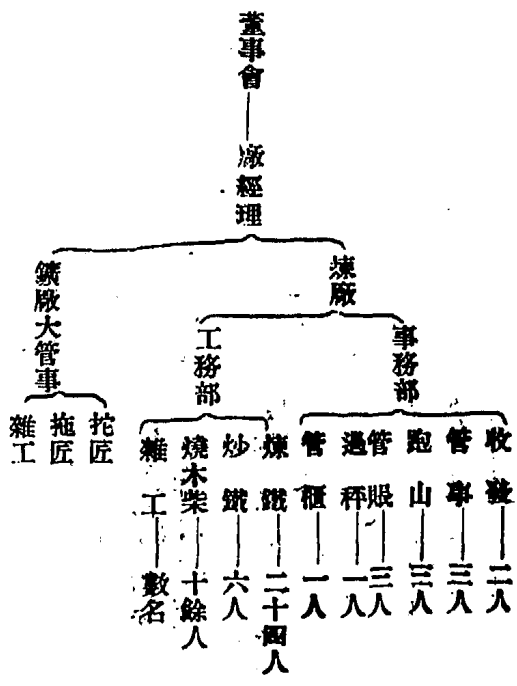 董事會
廠經理
煉廠
鑛廠大管事
事務部
工務部
收發
二人
管事
三人
跑山
三人
管賬
三人
過秤
一人
管櫃
一人
煉鐵
二十四人
炒鐵
六人
燒木柴
十餘人
雜工
數名
挖匠
拖匠
雜工